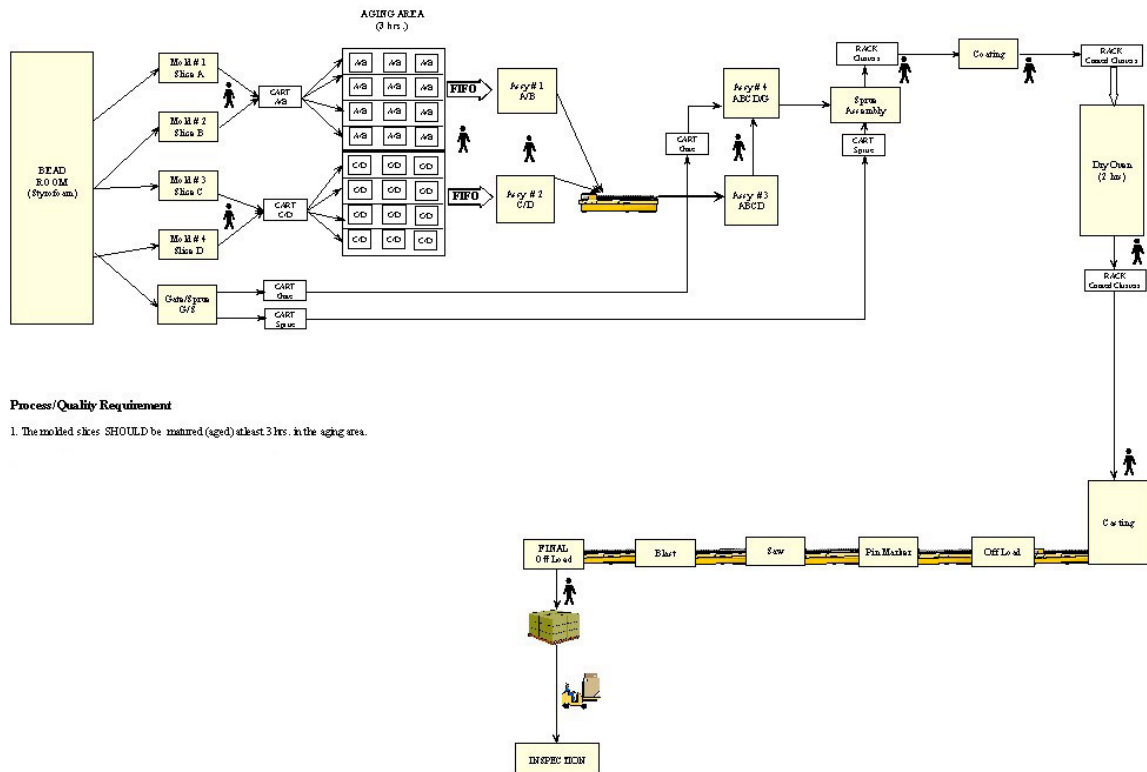 AGING AREA
(3 hrs.)
BEAD
ROOM
(Styrofoam)
Mold # 1
Slice A
Mold # 2
Slice B
Mold # 3
Slice C
Mold # 4
Slice D
Gate/Sprue
G/S
CART
A/B
CART
C/D
CART
Gate
CART
Sprue
A/B A/B A/B
A/B A/B A/B
A/B A/B A/B
A/B A/B A/B
C/D C/D C/D
C/D C/D C/D
C/D C/D C/D
C/D C/D C/D
FIFO
FIFO
Assy # 1
A/B
Assy # 2
C/D
CART
Gate
Assy # 4
ABCD/G
Assy # 3
ABCD
RACK
Clusters
Sprue
Assembly
CART
Sprue
Coating
RACK
Coated Clusters
Dry Oven
(2 hr)
RACK
Coated Clusters
Process/Quality Requirement
1. The molded slices SHOULD be matured (aged) atleast 3 hrs. in the aging area.
Casting
FINAL
Off Load
Blast
Saw
Pin Marker
Off Load
INSPECTION